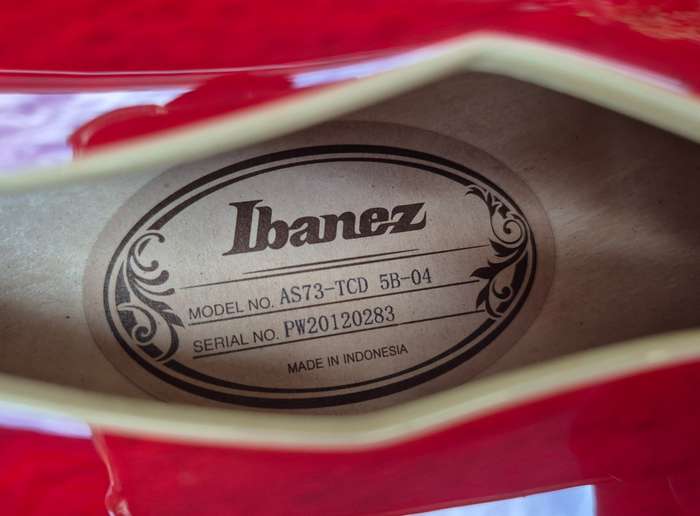 Ibanez
MODEL NO. AS73-TCD 5B-04
SERIAL NO. PW20120283
MADE IN INDONESIA